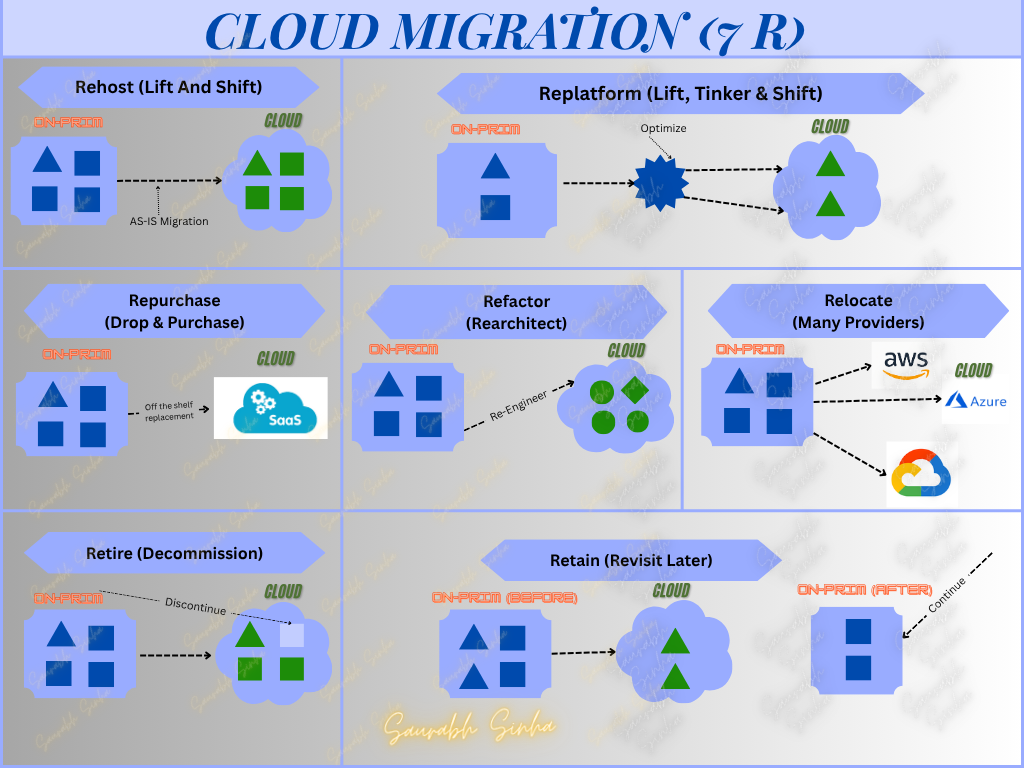 CLOUD MIGRATION (7 R)
Rehost (Lift And Shift)
ON-PRIM
CLOUD
AS-IS Migration
Replatform (Lift, Tinker & Shift)
ON-PRIM
Optimize
CLOUD
Repurchase
(Drop & Purchase)
ON-PRIM
CLOUD
Off the shelf
replacement
SaaS
Refactor
(Rearchitect)
ON-PRIM
CLOUD
Re-Engineer
Relocate
(Many Providers)
ON-PRIM
aws
CLOUD
Azure
Retire (Decommission)
ON-PRIM
CLOUD
Discontinue
Retain (Revisit Later)
ON-PRIM (BEFORE)
CLOUD
ON-PRIM (AFTER)
Continue
Saurabh Sinha